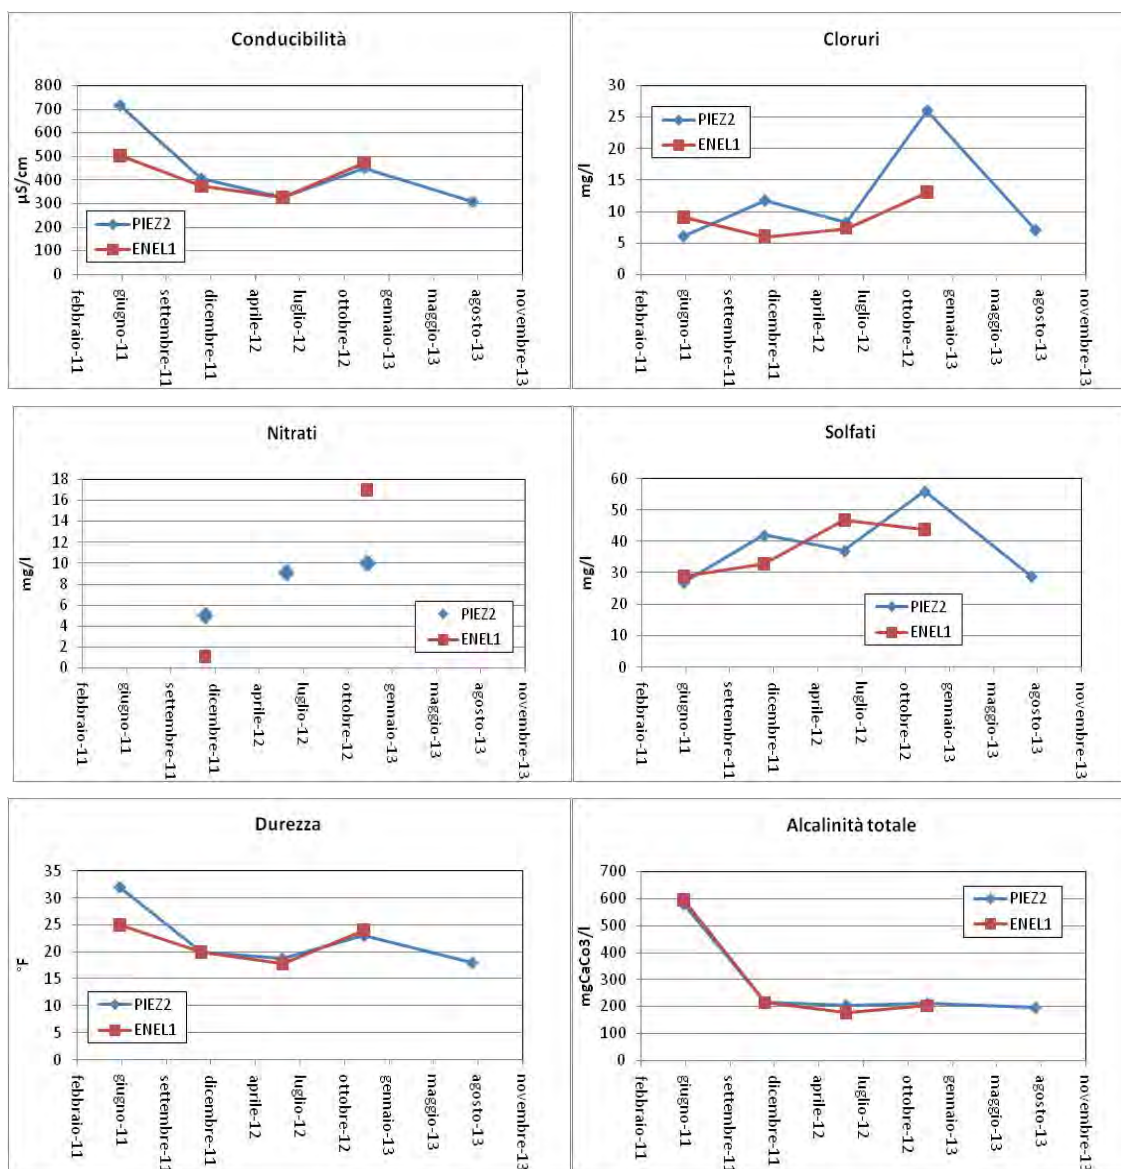 Conducibilità
800
700
600
500
400
300
200
100
0
µS/cm
PIEZ2
ENEL1
febbraio-11
giugno-11
settembre-11
dicembre-11
aprile-12
luglio-12
ottobre-12
gennaio-13
maggio-13
agosto-13
novembre-13
Cloruri
30
25
20
15
10
5
0
mg/l
PIEZ2
ENEL1
febbraio-11
giugno-11
settembre-11
dicembre-11
aprile-12
luglio-12
ottobre-12
gennaio-13
maggio-13
agosto-13
novembre-13
Nitrati
18
16
14
12
10
8
6
4
2
0
mg/l
PIEZ2
ENEL1
febbraio-11
giugno-11
settembre-11
dicembre-11
aprile-12
luglio-12
ottobre-12
gennaio-13
maggio-13
agosto-13
novembre-13
Solfati
60
50
40
30
20
10
0
mg/l
PIEZ2
ENEL1
febbraio-11
giugno-11
settembre-11
dicembre-11
aprile-12
luglio-12
ottobre-12
gennaio-13
maggio-13
agosto-13
novembre-13
Durezza
35
30
25
20
15
10
5
0
°F
PIEZ2
ENEL1
febbraio-11
giugno-11
settembre-11
dicembre-11
aprile-12
luglio-12
ottobre-12
gennaio-13
maggio-13
agosto-13
novembre-13
Alcalinità totale
700
600
500
400
300
200
100
0
mgCaCo3/l
PIEZ2
ENEL1
febbraio-11
giugno-11
settembre-11
dicembre-11
aprile-12
luglio-12
ottobre-12
gennaio-13
maggio-13
agosto-13
novembre-13